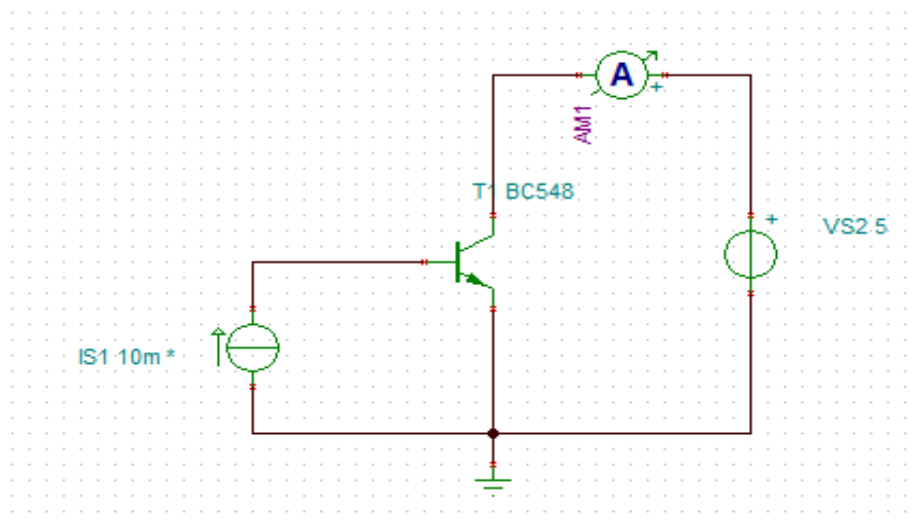 A
+
AM1
T1 BC548
+
VS2 5
IS1 10m *